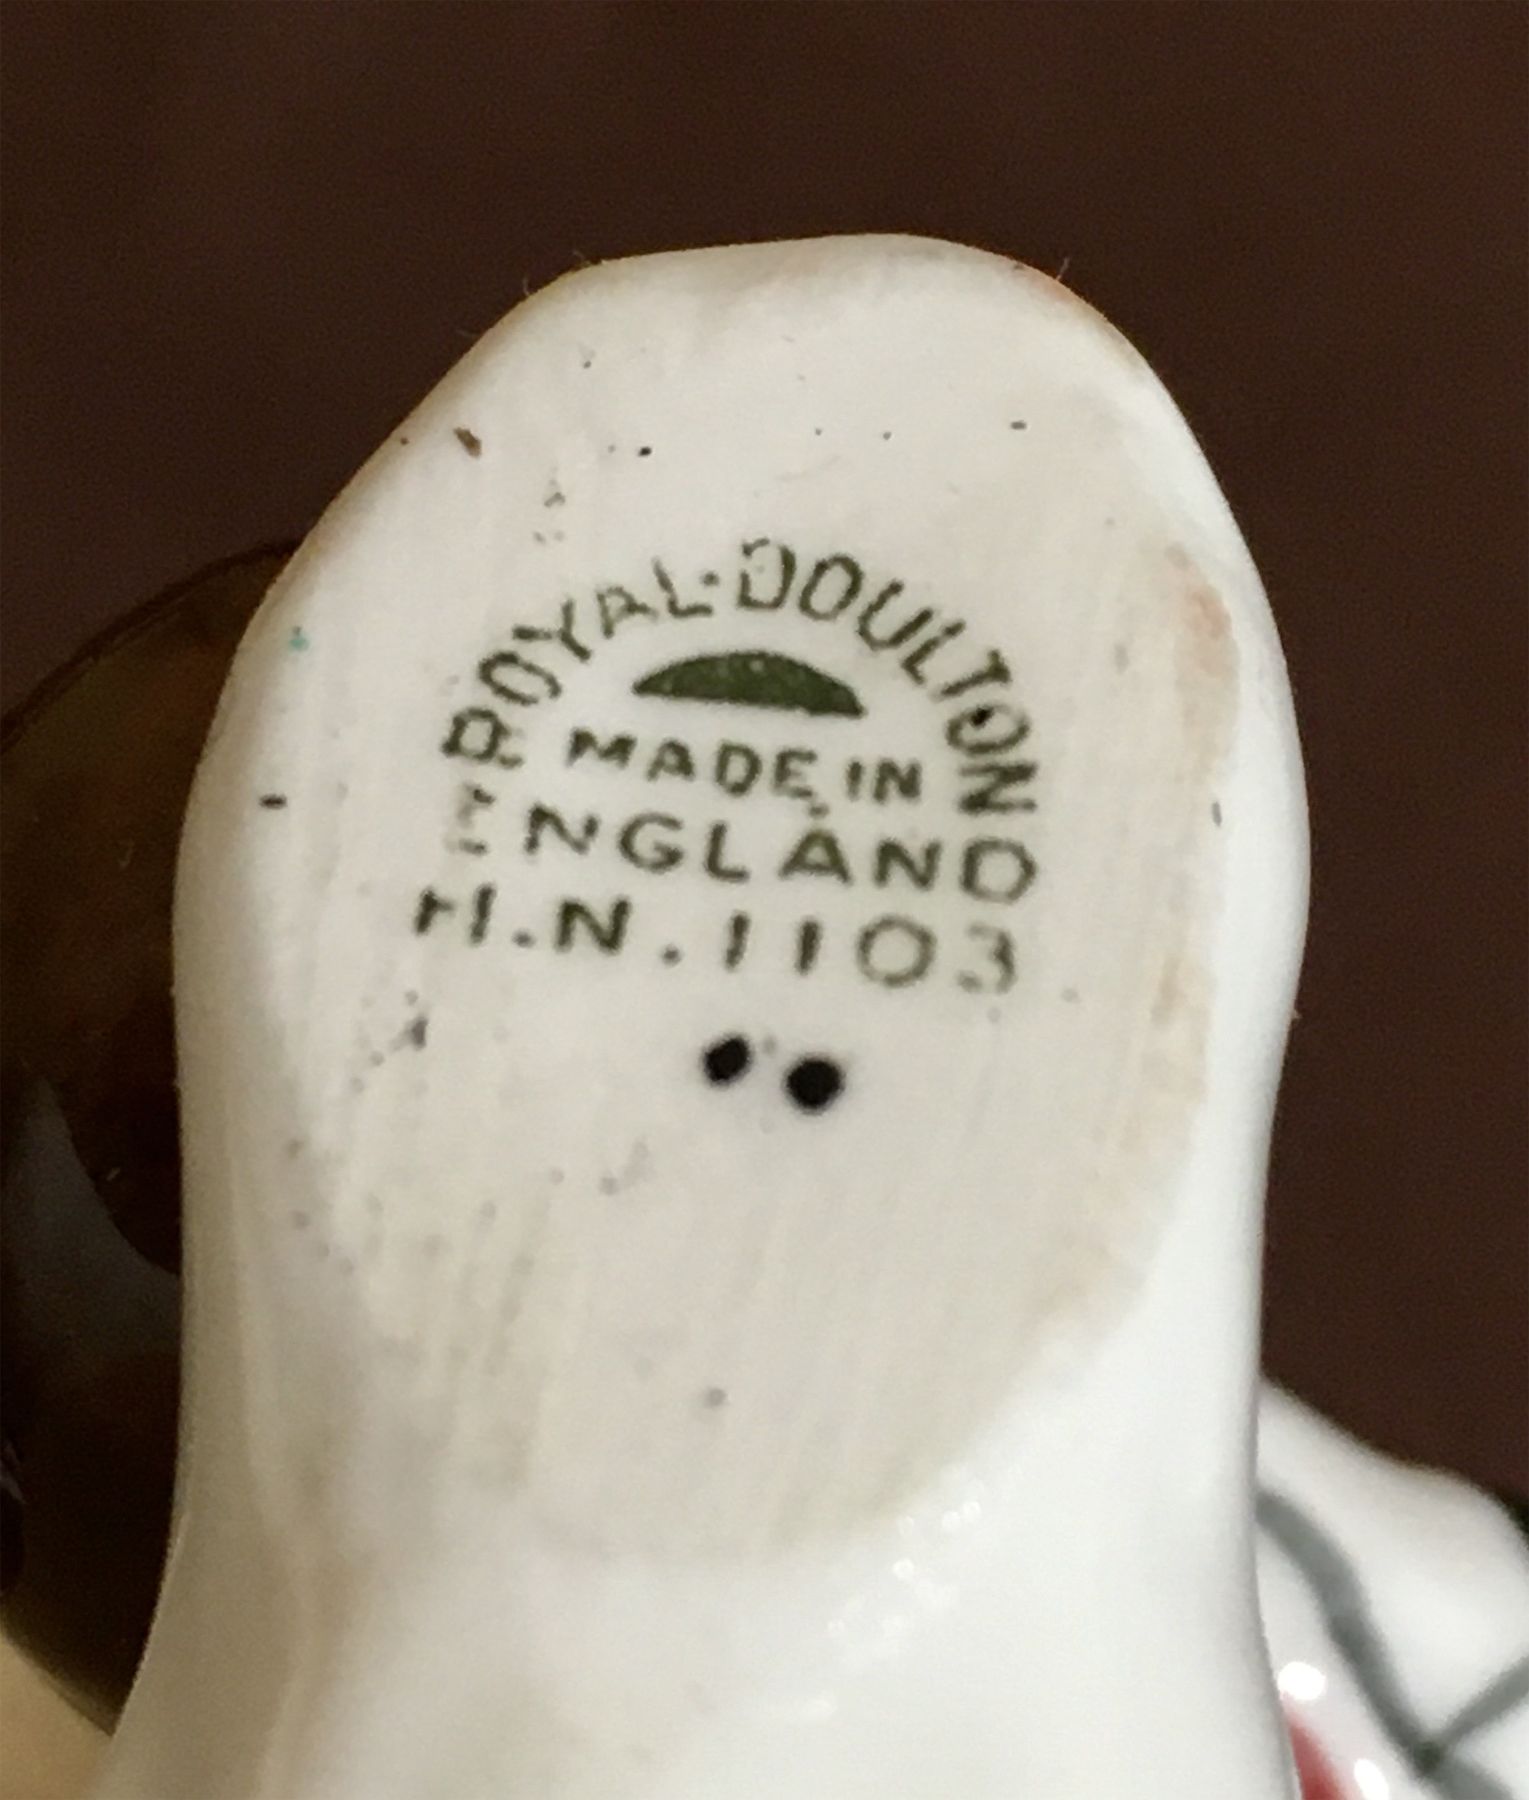 ROYAL·DOULTON
MADE IN
ENGLAND
H.N.1103